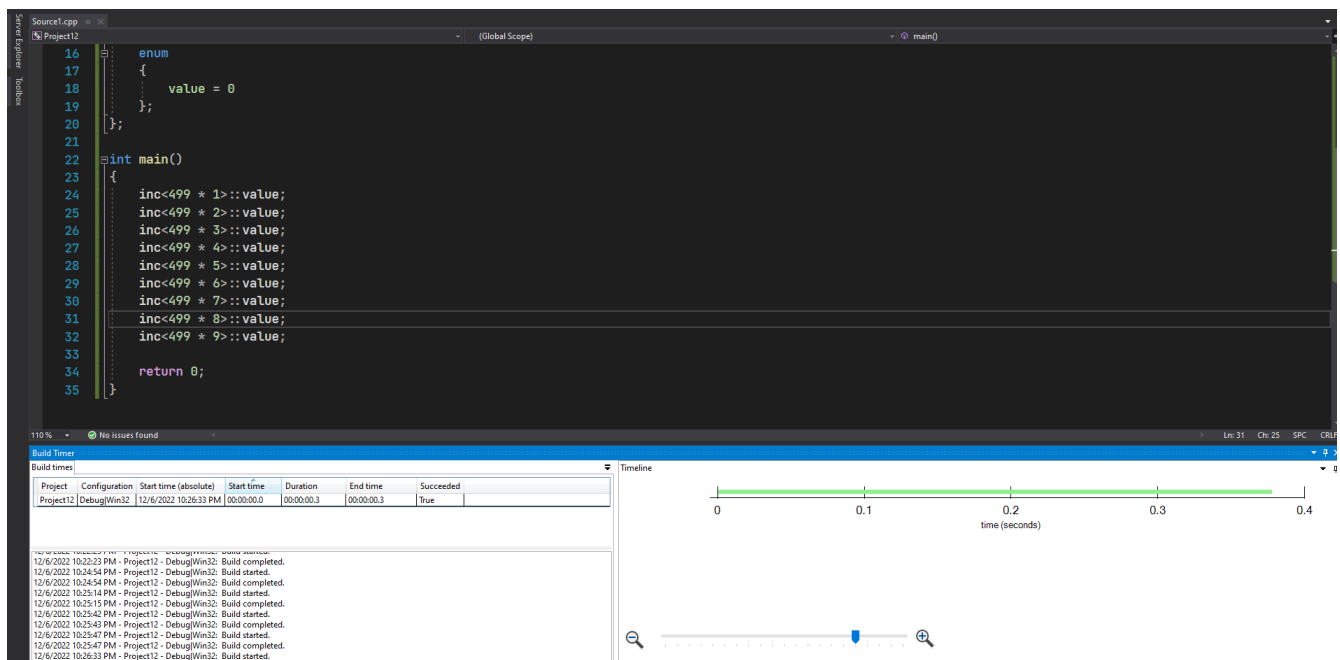 Server Explorer
Toolbox
Source1.cpp
Project12
(Global Scope)
main()
16 enum
17 {
18 value = 0
19 };
20 };
21
22 int main()
23 {
24 inc<499 * 1>::value;
25 inc<499 * 2>::value;
26 inc<499 * 3>::value;
27 inc<499 * 4>::value;
28 inc<499 * 5>::value;
29 inc<499 * 6>::value;
30 inc<499 * 7>::value;
31 inc<499 * 8>::value;
32 inc<499 * 9>::value;
33
34 return 0;
35 }
110 % No issues found Ln: 31 Ch: 25 SPC CRLF
Build Timer
Build times
Project Configuration Start time (absolute) Start time Duration End time Succeeded
Project12 Debug|Win32 12/6/2022 10:26:33 PM 00:00:00.0 00:00:00.3 00:00:00.3 True
12/6/2022 10:22:23 PM - Project12 - Debug|Win32: Build started.
12/6/2022 10:22:23 PM - Project12 - Debug|Win32: Build completed.
12/6/2022 10:24:54 PM - Project12 - Debug|Win32: Build started.
12/6/2022 10:24:54 PM - Project12 - Debug|Win32: Build completed.
12/6/2022 10:25:14 PM - Project12 - Debug|Win32: Build started.
12/6/2022 10:25:15 PM - Project12 - Debug|Win32: Build completed.
12/6/2022 10:25:42 PM - Project12 - Debug|Win32: Build started.
12/6/2022 10:25:43 PM - Project12 - Debug|Win32: Build completed.
12/6/2022 10:25:47 PM - Project12 - Debug|Win32: Build started.
12/6/2022 10:25:47 PM - Project12 - Debug|Win32: Build completed.
12/6/2022 10:26:33 PM - Project12 - Debug|Win32: Build started.
Timeline
0 0.1 0.2 0.3 0.4
time (seconds)